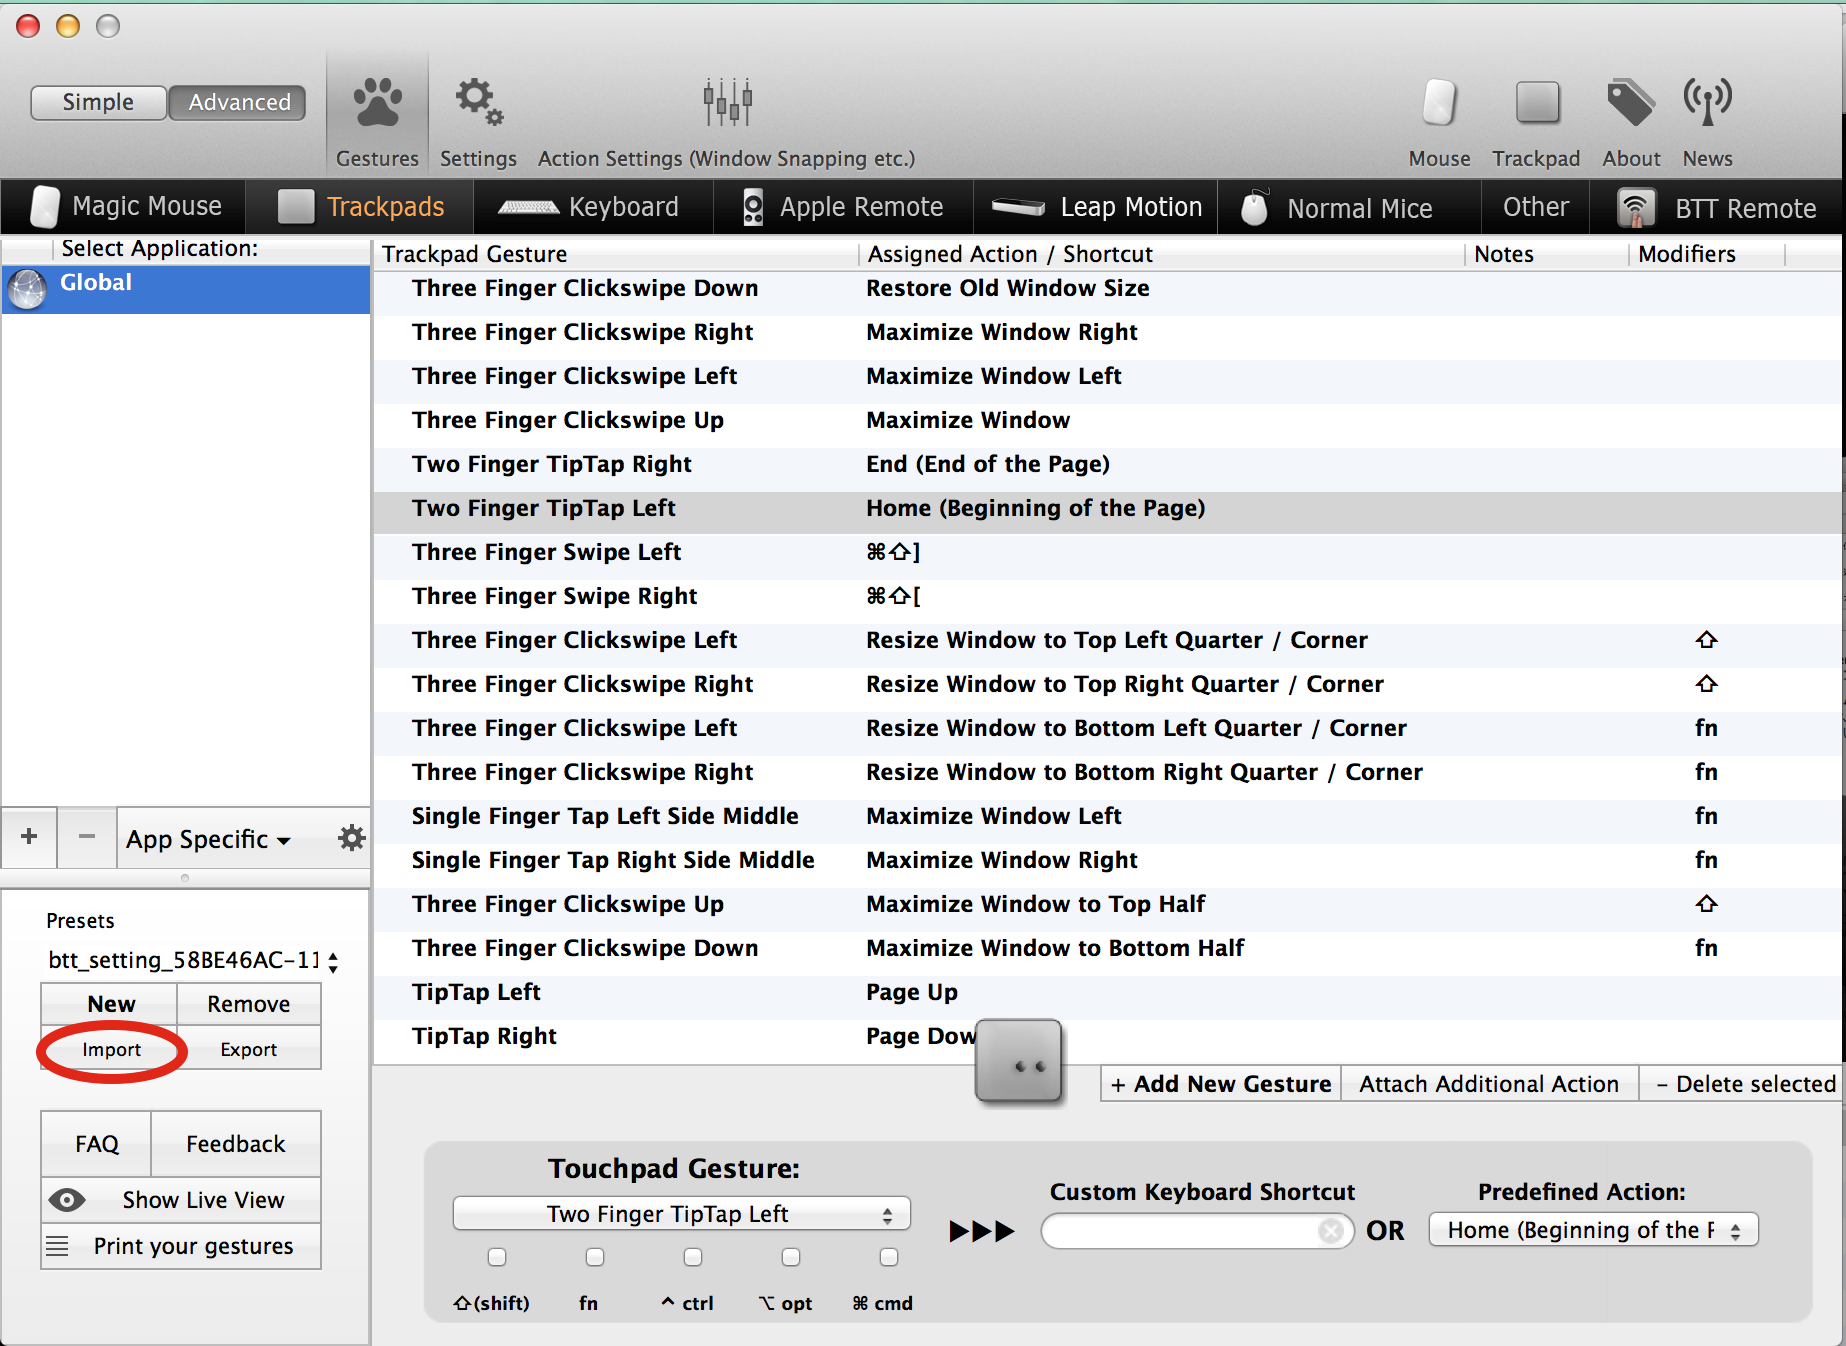 Simple Advanced Gestures Settings Action Settings (Window Snapping etc.) Mouse Trackpad About News
Magic Mouse Trackpads Keyboard Apple Remote Leap Motion Normal Mice Other BTT Remote
Select Application:
Global
+ − App Specific
Presets
btt_setting_58BE46AC-11
New Remove
Import Export
FAQ Feedback
Show Live View
Print your gestures
Trackpad Gesture Assigned Action / Shortcut Notes Modifiers
Three Finger Clickswipe Down Restore Old Window Size
Three Finger Clickswipe Right Maximize Window Right
Three Finger Clickswipe Left Maximize Window Left
Three Finger Clickswipe Up Maximize Window
Two Finger TipTap Right End (End of the Page)
Two Finger TipTap Left Home (Beginning of the Page)
Three Finger Swipe Left ⌘⇧]
Three Finger Swipe Right ⌘⇧[
Three Finger Clickswipe Left Resize Window to Top Left Quarter / Corner ⇧
Three Finger Clickswipe Right Resize Window to Top Right Quarter / Corner ⇧
Three Finger Clickswipe Left Resize Window to Bottom Left Quarter / Corner fn
Three Finger Clickswipe Right Resize Window to Bottom Right Quarter / Corner fn
Single Finger Tap Left Side Middle Maximize Window Left fn
Single Finger Tap Right Side Middle Maximize Window Right fn
Three Finger Clickswipe Up Maximize Window to Top Half ⇧
Three Finger Clickswipe Down Maximize Window to Bottom Half fn
TipTap Left Page Up
TipTap Right Page Dow
+ Add New Gesture Attach Additional Action − Delete selected
Touchpad Gesture:
Two Finger TipTap Left
⇧(shift) fn ^ ctrl ⌥ opt ⌘ cmd
Custom Keyboard Shortcut
OR
Predefined Action:
Home (Beginning of the P